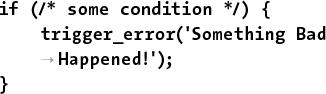 if (/* some condition */) {
    trigger_error('Something Bad
    →Happened!');
}